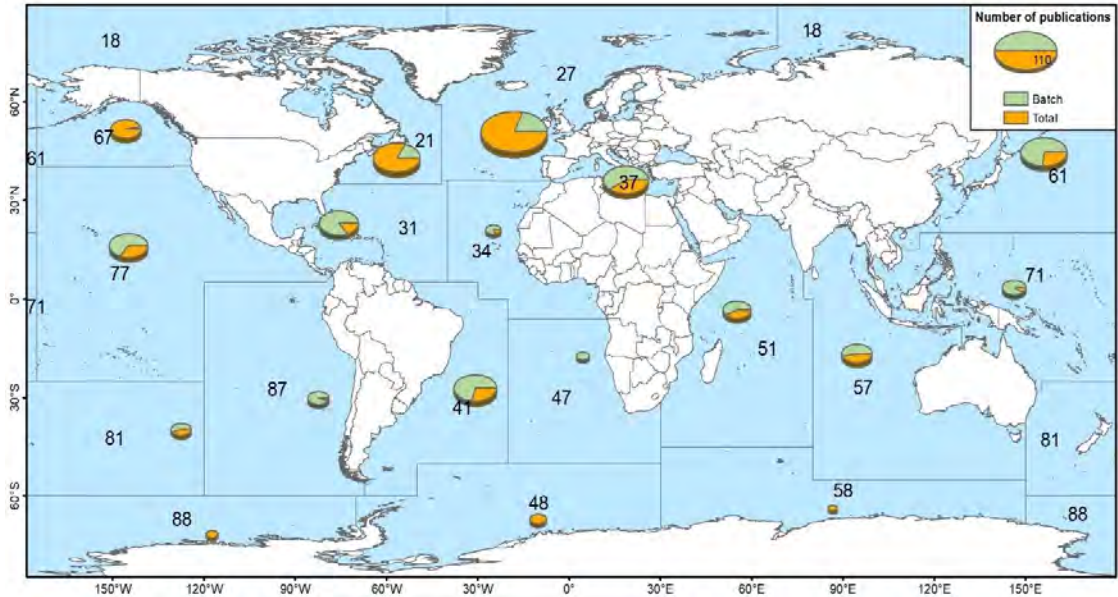 Number of publications
110
Batch
Total
18
18
27
67
21
61
37
61
31
34
77
71
71
51
87
41
47
57
81
81
48
58
88
88
60°N
30°N
0°
30°S
60°S
150°W
120°W
90°W
60°W
30°W
0°
30°E
60°E
90°E
120°E
150°E